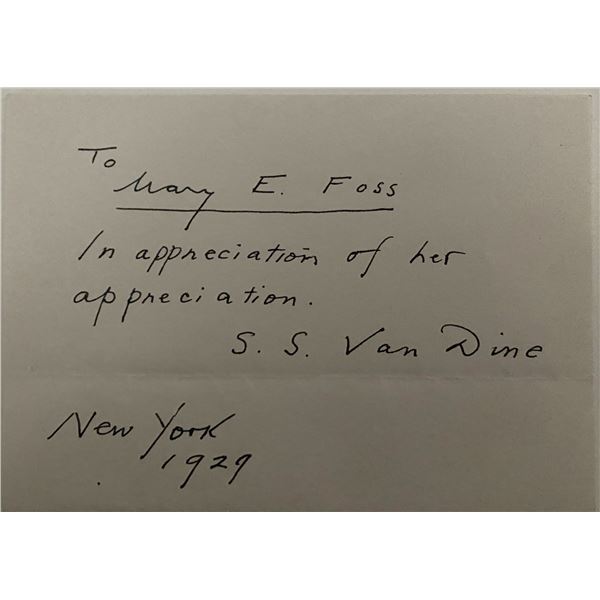 To
Mary E. Foss
In appreciation of her
appreciation.
S. S. Van Dine
New York
1929